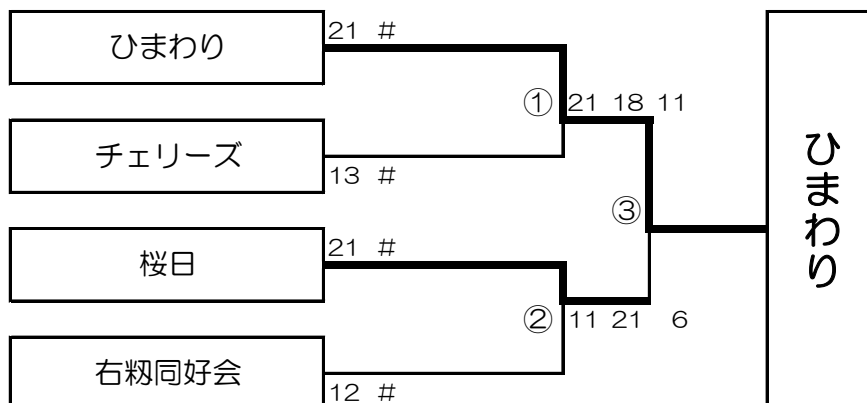 ひまわり
21 #
① 21 18 11
チェリーズ
13 #
③
ひまわり
桜日
21 #
② 11 21 6
右籾同好会
12 #